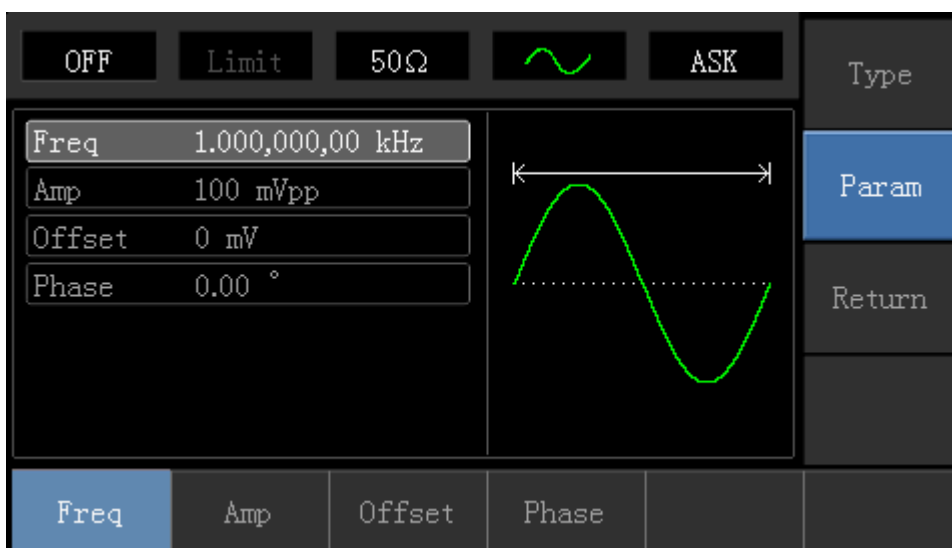 OFF Limit 50Ω ASK
Type
Freq 1.000,000,00 kHz
Amp 100 mVpp
Param
Offset 0 mV
Phase 0.00 °
Return
Freq Amp Offset Phase